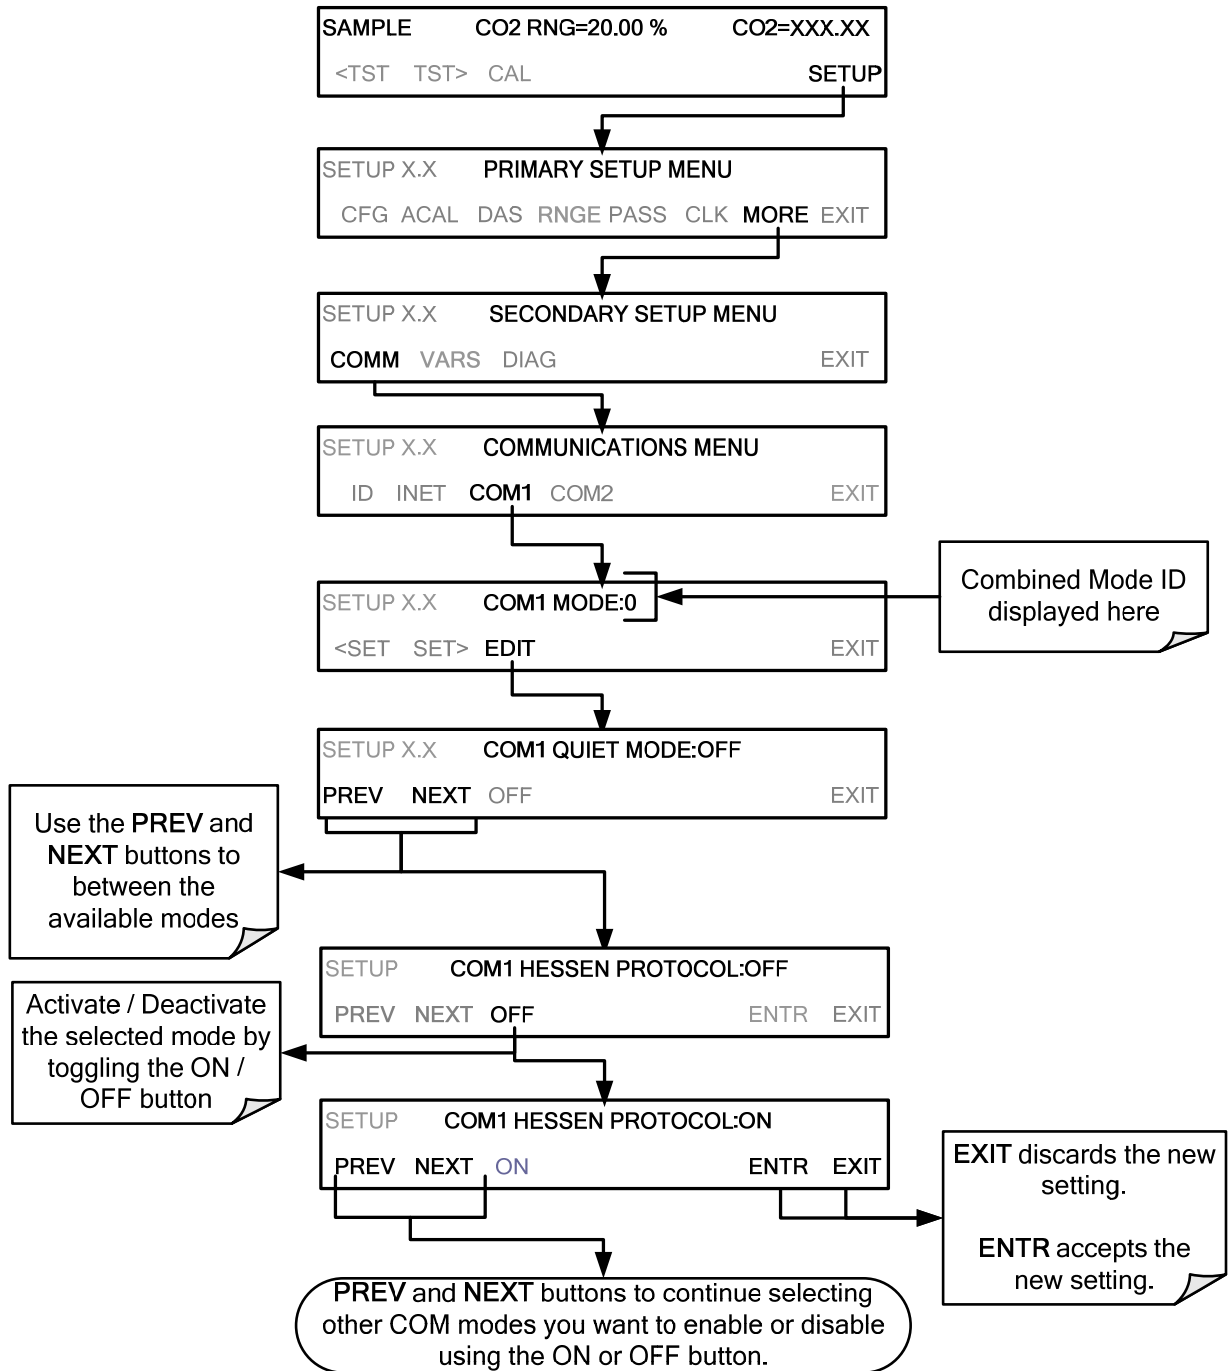 SAMPLE CO2 RNG=20.00 % CO2=XXX.XX
<TST TST> CAL SETUP
SETUP X.X PRIMARY SETUP MENU
CFG ACAL DAS RNGE PASS CLK MORE EXIT
SETUP X.X SECONDARY SETUP MENU
COMM VARS DIAG EXIT
SETUP X.X COMMUNICATIONS MENU
ID INET COM1 COM2 EXIT
SETUP X.X COM1 MODE:0
<SET SET> EDIT EXIT
Combined Mode ID
displayed here
SETUP X.X COM1 QUIET MODE:OFF
PREV NEXT OFF EXIT
Use the PREV and
NEXT buttons to
between the
available modes
SETUP COM1 HESSEN PROTOCOL:OFF
PREV NEXT OFF ENTR EXIT
Activate / Deactivate
the selected mode by
toggling the ON /
OFF button
SETUP COM1 HESSEN PROTOCOL:ON
PREV NEXT ON ENTR EXIT
EXIT discards the new
setting.
ENTR accepts the
new setting.
PREV and NEXT buttons to continue selecting
other COM modes you want to enable or disable
using the ON or OFF button.